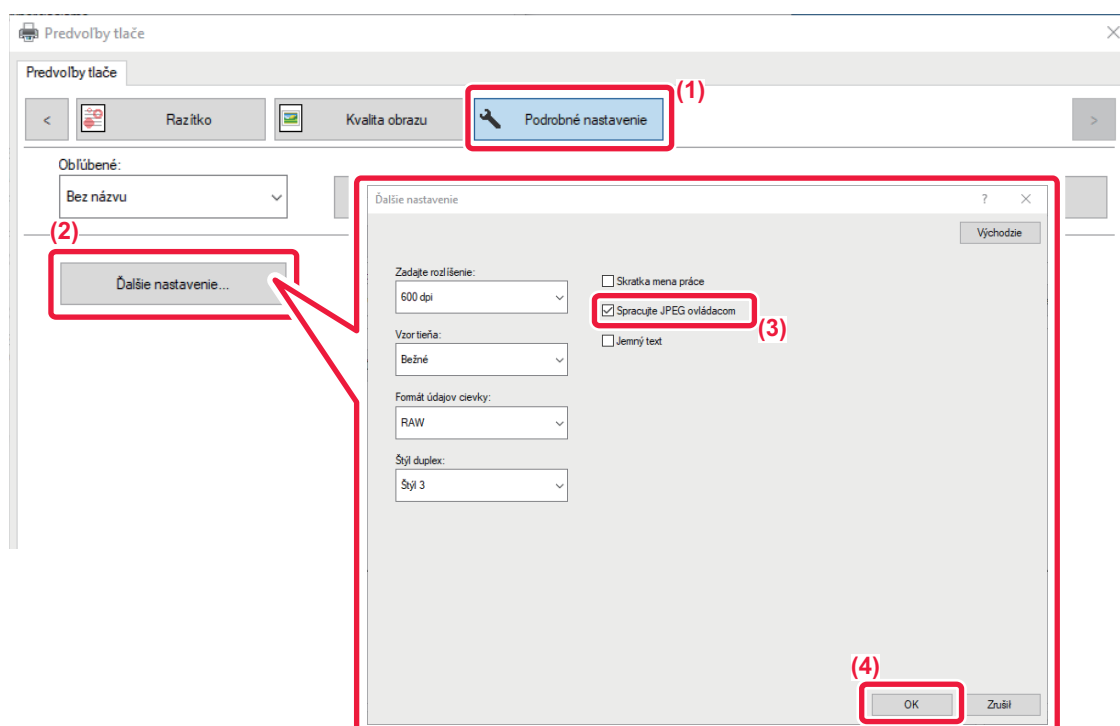 Predvoľby tlače
Predvoľby tlače
(1)
<
Razítko
Kvalita obrazu
Podrobné nastavenie
>
Obľúbené:
Bez názvu
(2)
Ďalšie nastavenie...
Ďalšie nastavenie
?
Východzie
Zadajte rozlíšenie:
600 dpi
Skratka mena práce
Spracujte JPEG ovládacom
(3)
Vzor tieňa:
Jemný text
Bežné
Formát údajov cievky:
RAW
Štýl duplex:
Štýl 3
(4)
OK
Zrušiť